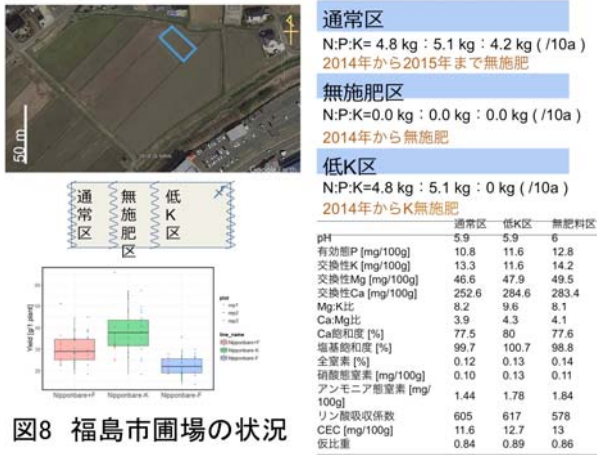 50 m
通常区
N:P:K= 4.8 kg：5.1 kg：4.2 kg ( /10a )
2014年から2015年まで無施肥
無施肥区
N:P:K=0.0 kg：0.0 kg：0.0 kg ( /10a )
2014年から無施肥
低K区
N:P:K=4.8 kg：5.1 kg：0 kg ( /10a )
2014年からK無施肥
通常区
無施肥区
低K区
通常区 低K区 無肥料区
pH 5.9 5.9 6
有効態P [mg/100g] 10.8 11.6 12.8
交換性K [mg/100g] 13.3 11.6 14.2
交換性Mg [mg/100g] 46.6 47.9 49.5
交換性Ca [mg/100g] 252.6 284.6 283.4
Mg:K比 8.2 9.6 8.1
Ca:Mg比 3.9 4.3 4.1
Ca飽和度 [%] 77.5 80 77.6
塩基飽和度 [%] 99.7 100.7 98.8
全窒素 [%] 0.12 0.13 0.14
硝酸態窒素 [mg/100g] 0.10 0.13 0.11
アンモニア態窒素 [mg/
100g] 1.44 1.78 1.84
リン酸吸収係数 605 617 578
CEC [mg/100g] 11.6 12.7 13
仮比重 0.84 0.89 0.86
Yield [g/1 plant]
Nipponbare+F Nipponbare-K Nipponbare-F
plot
rep1
rep2
rep3
line_name
Nipponbare+F
Nipponbare-K
Nipponbare-F
図8 福島市圃場の状況